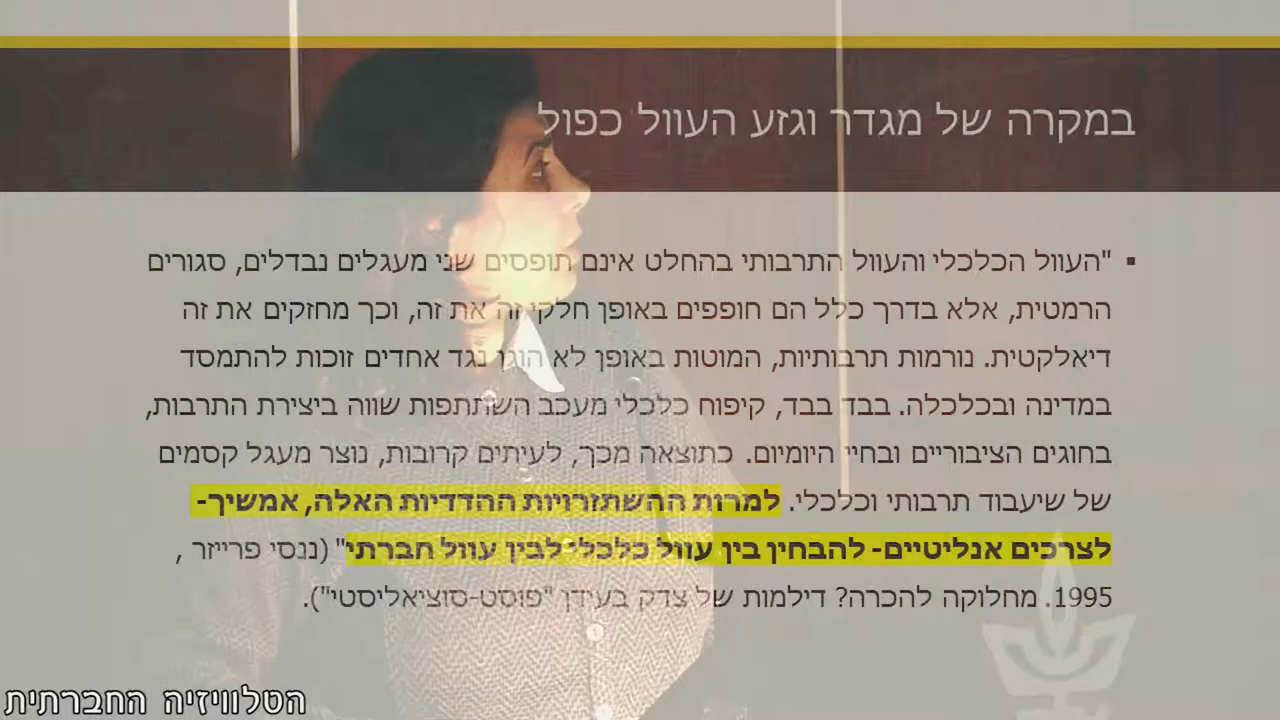 במקרה של מגדר וגזע העוול כפול
▪ "העוול הכלכלי והעוול התרבותי בהחלט אינם תופסים שני מעגלים נבדלים, סגורים
הרמטית, אלא בדרך כלל הם חופפים באופן חלקי זה את זה, וכך מחזקים את זה
דיאלקטית. נורמות תרבותיות, המוטות באופן לא הוגן נגד אחדים זוכות להתמסד
במדינה ובכלכלה. בבד בבד, קיפוח כלכלי מעכב השתתפות שווה ביצירת התרבות,
בחוגים הציבוריים ובחיי היומיום. כתוצאה מכך, לעיתים קרובות, נוצר מעגל קסמים
של שיעבוד תרבותי וכלכלי. למרות ההשתזרויות ההדדיות האלה, אמשיך-
לצרכים אנליטיים- להבחין בין עוול כלכלי לבין עוול חברתי" (ננסי פרייזר ,
1995. מחלוקה להכרה? דילמות של צדק בעידן "פוסט-סוציאליסטי").
הטלוויזיה החברתית